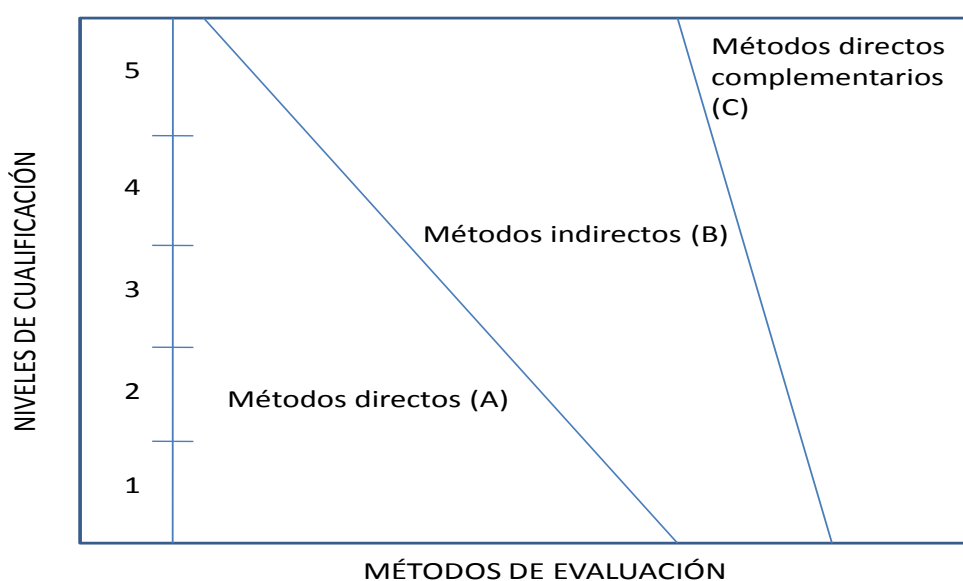 NIVELES DE CUALIFICACIÓN
5
4
3
2
1
Métodos directos
complementarios
(C)
Métodos indirectos (B)
Métodos directos (A)
MÉTODOS DE EVALUACIÓN